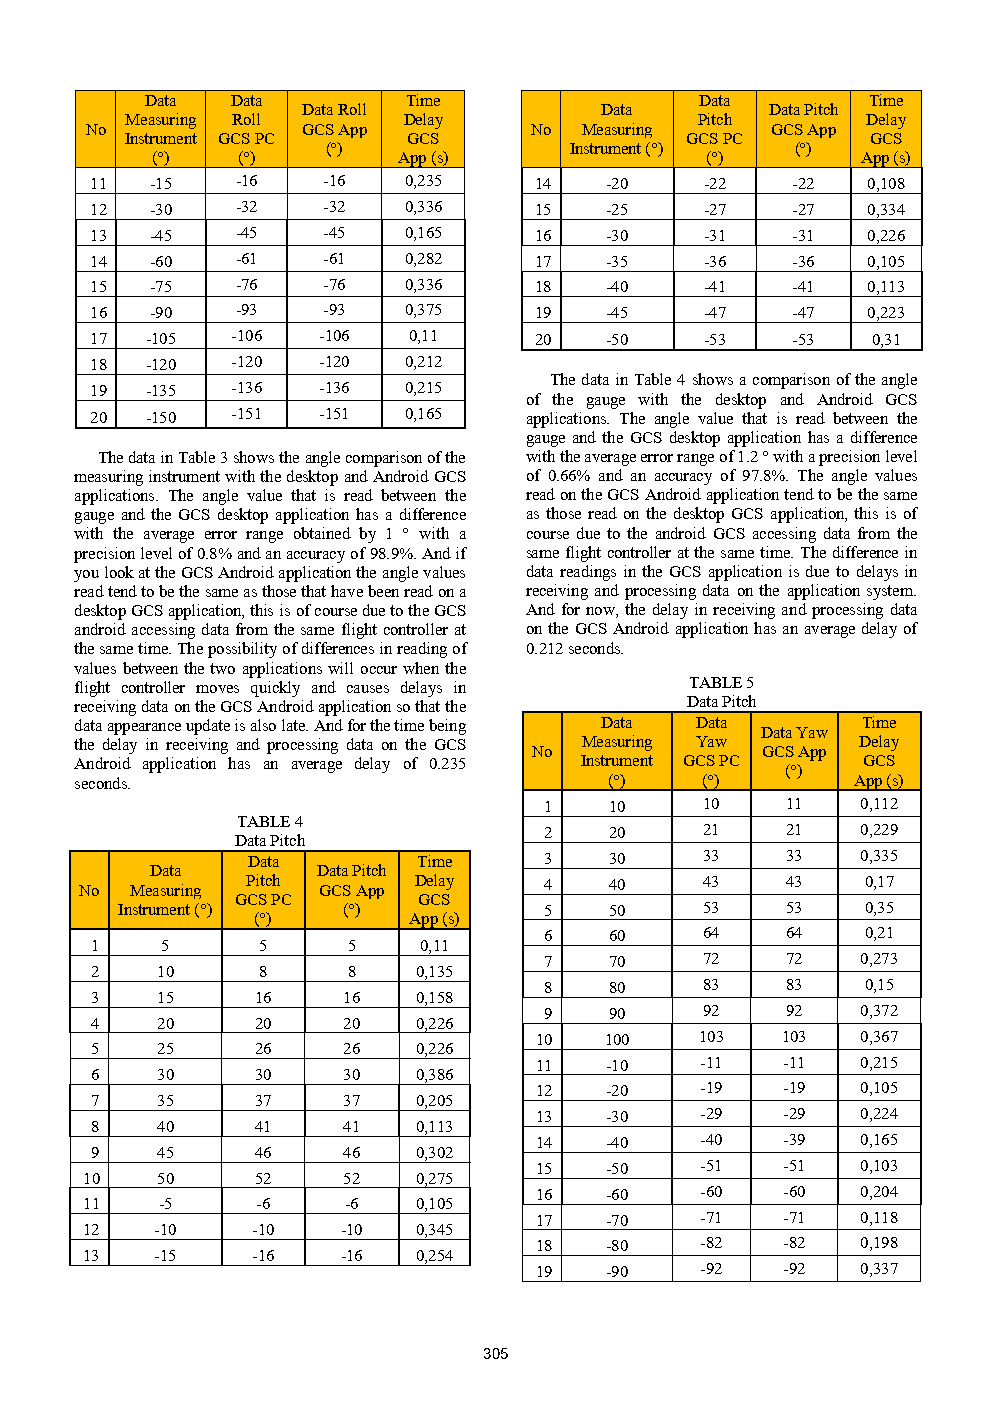 No | Data Measuring Instrument (°) | Data Roll GCS PC (°) | Data Roll GCS App (°) | Time Delay GCS App (s)
11 -15 -16 -16 0,235
12 -30 -32 -32 0,336
13 -45 -45 -45 0,165
14 -60 -61 -61 0,282
15 -75 -76 -76 0,336
16 -90 -93 -93 0,375
17 -105 -106 -106 0,11
18 -120 -120 -120 0,212
19 -135 -136 -136 0,215
20 -150 -151 -151 0,165
The data in Table 3 shows the angle comparison of the
measuring instrument with the desktop and Android GCS
applications. The angle value that is read between the
gauge and the GCS desktop application has a difference
with the average error range obtained by 1 ° with a
precision level of 0.8% and an accuracy of 98.9%. And if
you look at the GCS Android application the angle values
read tend to be the same as those that have been read on a
desktop GCS application, this is of course due to the GCS
android accessing data from the same flight controller at
the same time. The possibility of differences in reading of
values between the two applications will occur when the
flight controller moves quickly and causes delays in
receiving data on the GCS Android application so that the
data appearance update is also late. And for the time being
the delay in receiving and processing data on the GCS
Android application has an average delay of 0.235
seconds.
TABLE 4
Data Pitch
No | Data Measuring Instrument (°) | Data Pitch GCS PC (°) | Data Pitch GCS App (°) | Time Delay GCS App (s)
1 5 5 5 0,11
2 10 8 8 0,135
3 15 16 16 0,158
4 20 20 20 0,226
5 25 26 26 0,226
6 30 30 30 0,386
7 35 37 37 0,205
8 40 41 41 0,113
9 45 46 46 0,302
10 50 52 52 0,275
11 -5 -6 -6 0,105
12 -10 -10 -10 0,345
13 -15 -16 -16 0,254
No | Data Measuring Instrument (°) | Data Pitch GCS PC (°) | Data Pitch GCS App (°) | Time Delay GCS App (s)
14 -20 -22 -22 0,108
15 -25 -27 -27 0,334
16 -30 -31 -31 0,226
17 -35 -36 -36 0,105
18 -40 -41 -41 0,113
19 -45 -47 -47 0,223
20 -50 -53 -53 0,31
The data in Table 4 shows a comparison of the angle
of the gauge with the desktop and Android GCS
applications. The angle value that is read between the
gauge and the GCS desktop application has a difference
with the average error range of 1.2 ° with a precision level
of 0.66% and an accuracy of 97.8%. The angle values
read on the GCS Android application tend to be the same
as those read on the desktop GCS application, this is of
course due to the android GCS accessing data from the
same flight controller at the same time. The difference in
data readings in the GCS application is due to delays in
receiving and processing data on the application system.
And for now, the delay in receiving and processing data
on the GCS Android application has an average delay of
0.212 seconds.
TABLE 5
Data Pitch
No | Data Measuring Instrument (°) | Data Yaw GCS PC (°) | Data Yaw GCS App (°) | Time Delay GCS App (s)
1 10 10 11 0,112
2 20 21 21 0,229
3 30 33 33 0,335
4 40 43 43 0,17
5 50 53 53 0,35
6 60 64 64 0,21
7 70 72 72 0,273
8 80 83 83 0,15
9 90 92 92 0,372
10 100 103 103 0,367
11 -10 -11 -11 0,215
12 -20 -19 -19 0,105
13 -30 -29 -29 0,224
14 -40 -40 -39 0,165
15 -50 -51 -51 0,103
16 -60 -60 -60 0,204
17 -70 -71 -71 0,118
18 -80 -82 -82 0,198
19 -90 -92 -92 0,337
305